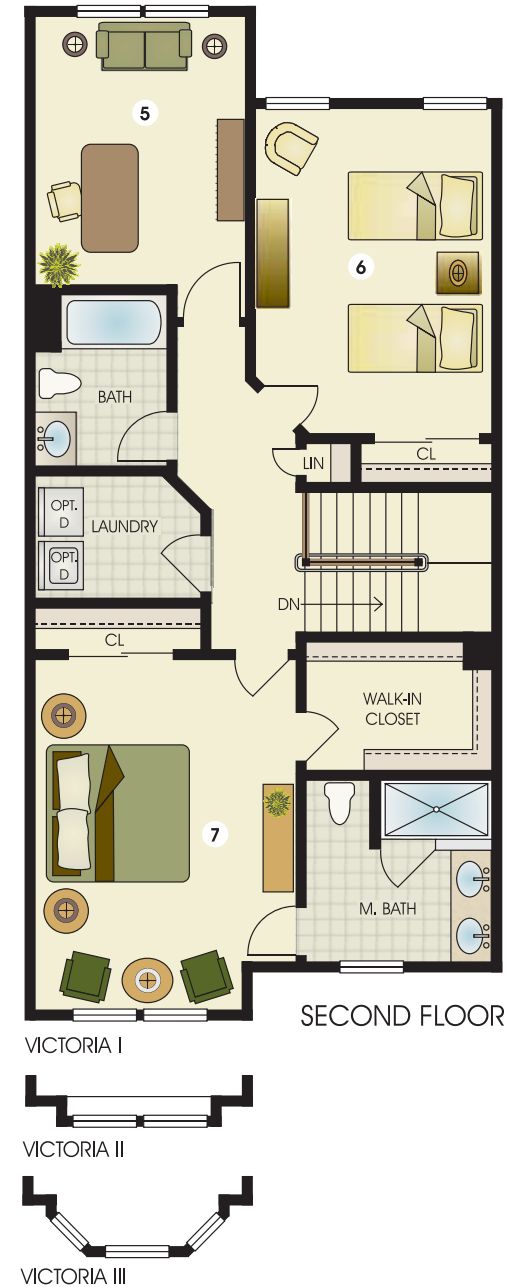 5
6
BATH
LIN
CL
OPT.
D
LAUNDRY
OPT.
D
DN
CL
WALK-IN
CLOSET
7
M. BATH
SECOND FLOOR
VICTORIA I
VICTORIA II
VICTORIA III